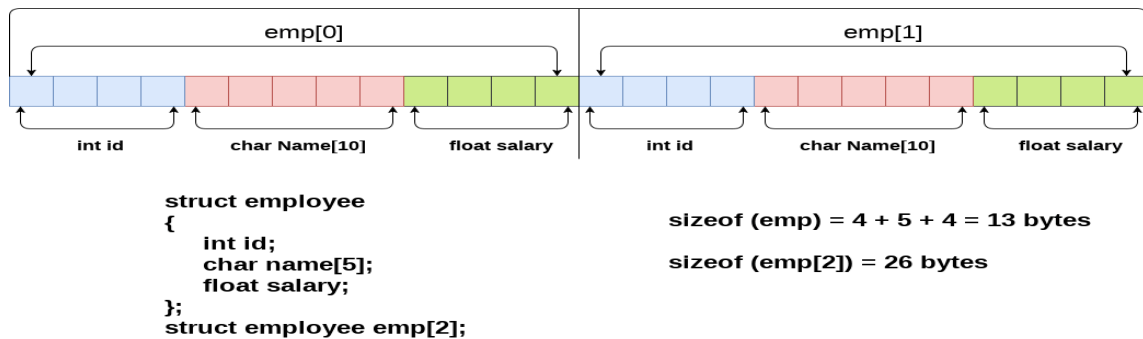 emp[0]
emp[1]
int id
char Name[10]
float salary
int id
char Name[10]
float salary
struct employee
{
int id;
char name[5];
float salary;
};
struct employee emp[2];
sizeof (emp) = 4 + 5 + 4 = 13 bytes
sizeof (emp[2]) = 26 bytes